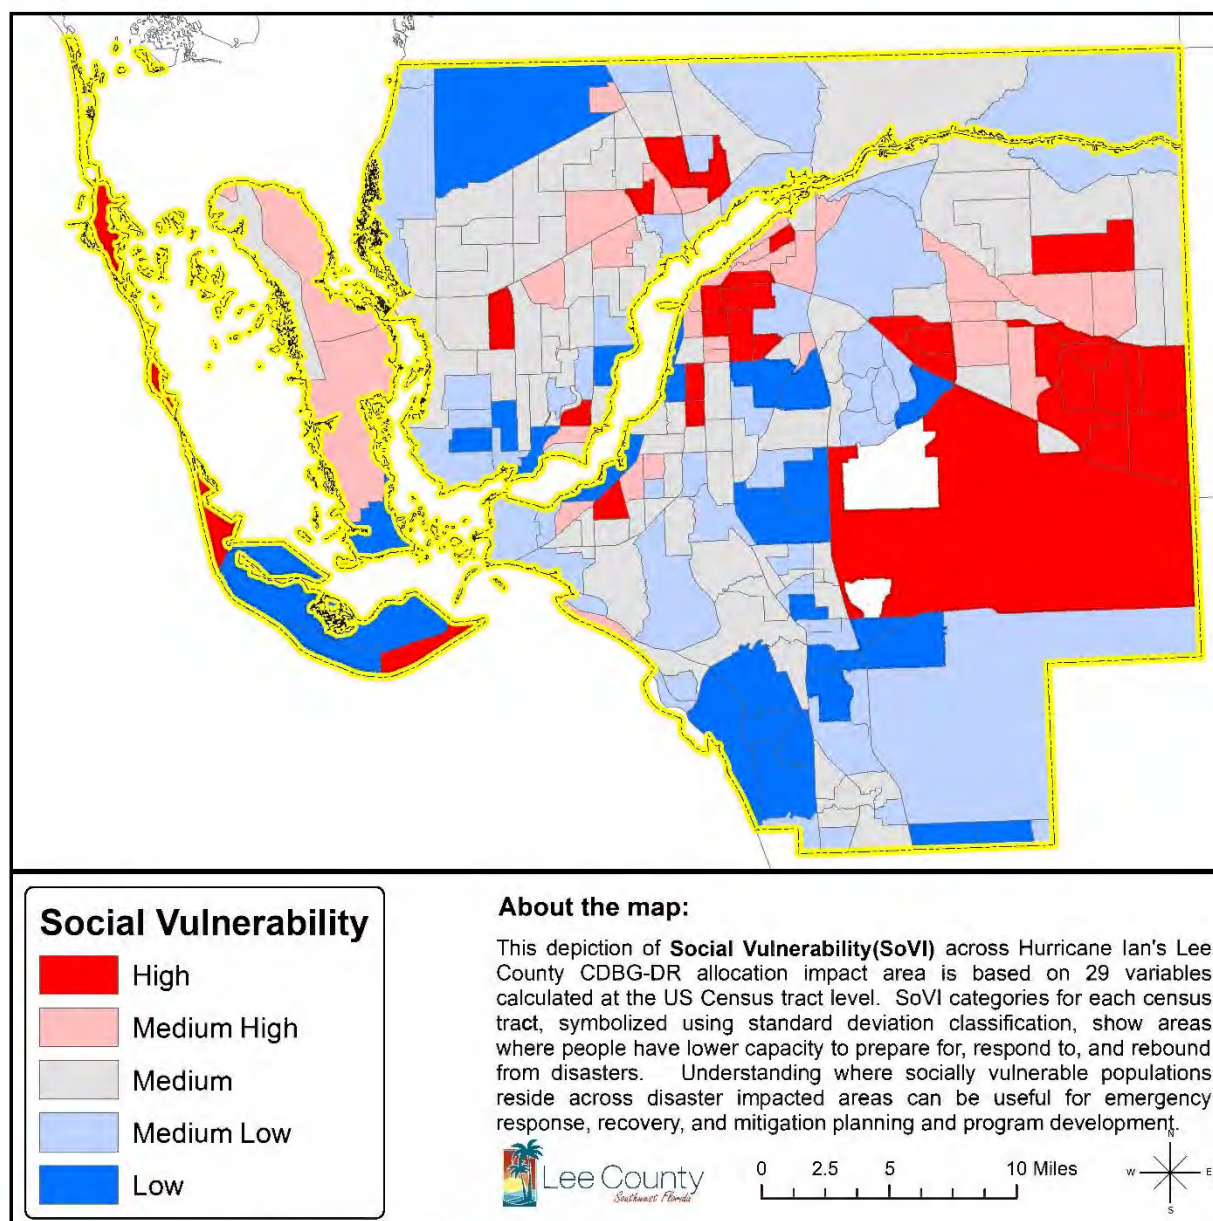 Social Vulnerability
High
Medium High
Medium
Medium Low
Low
About the map:
This depiction of Social Vulnerability(SoVI) across Hurricane Ian's Lee
County CDBG-DR allocation impact area is based on 29 variables
calculated at the US Census tract level. SoVI categories for each census
tract, symbolized using standard deviation classification, show areas
where people have lower capacity to prepare for, respond to, and rebound
from disasters. Understanding where socially vulnerable populations
reside across disaster impacted areas can be useful for emergency
response, recovery, and mitigation planning and program development.
Lee County
Southwest Florida
0 2.5 5 10 Miles
N
W E
S